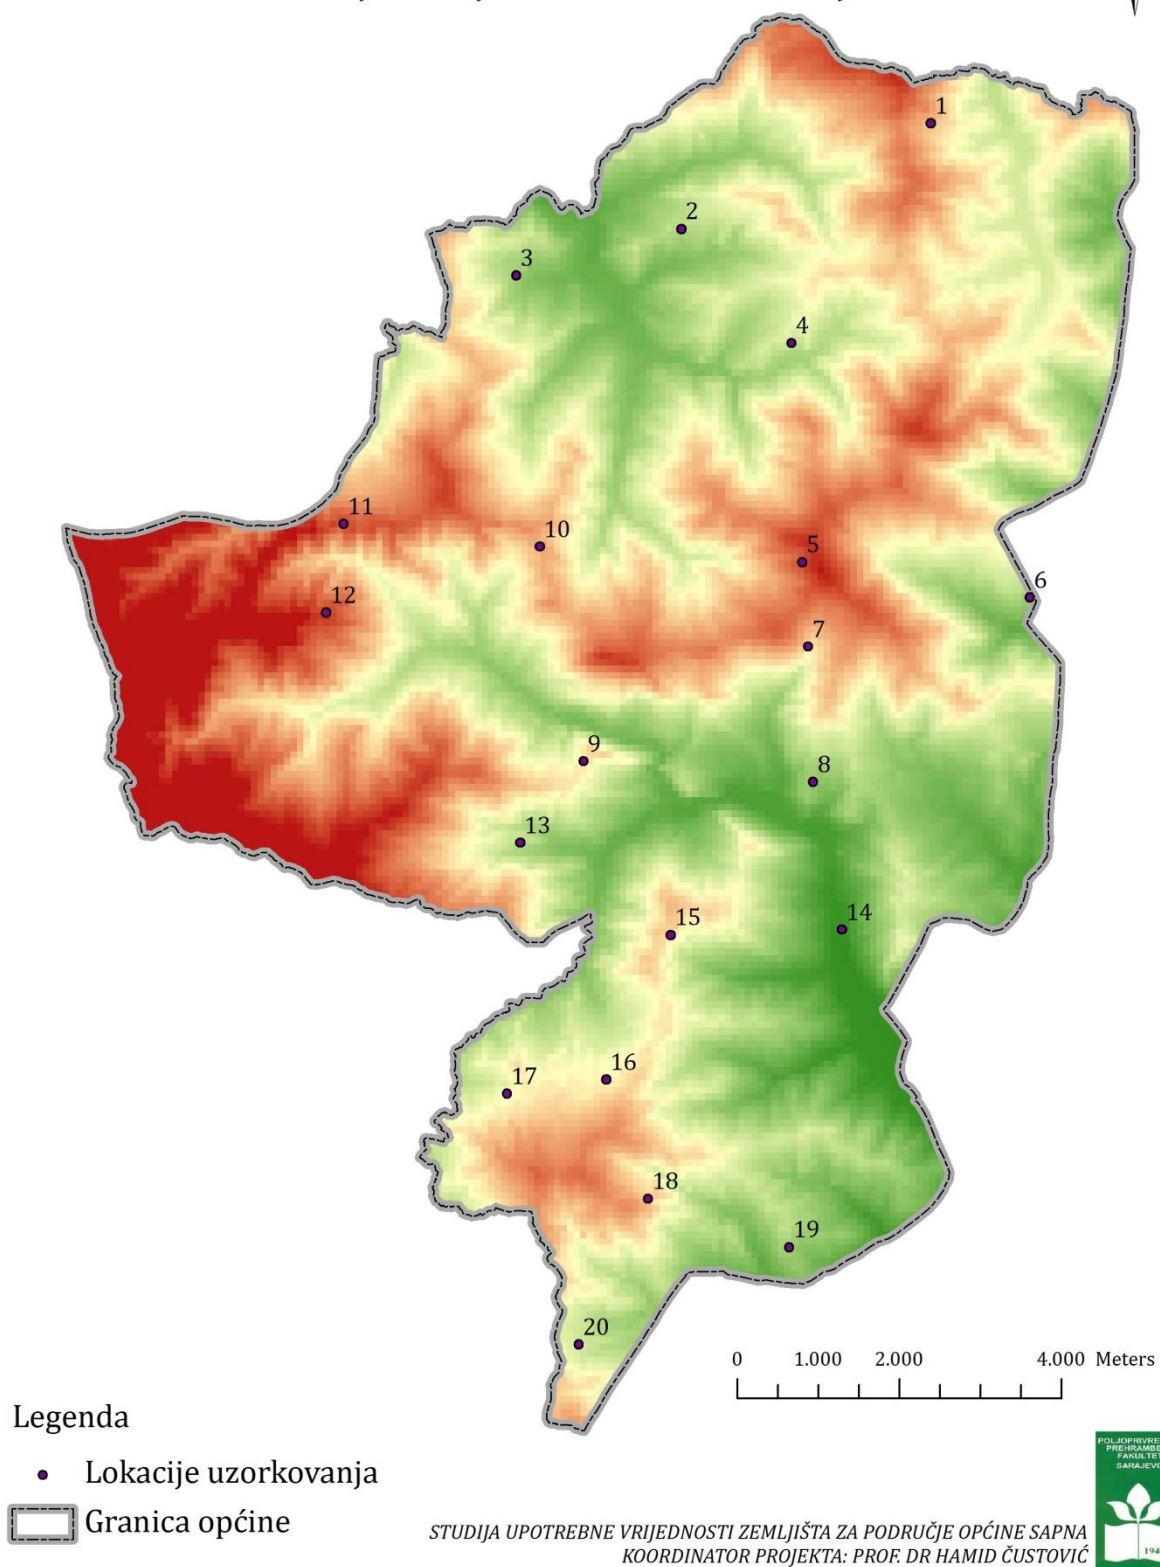 1
2
3
4
11
10
5
6
12
7
9
8
13
14
15
16
17
18
19
20
0 1.000 2.000 4.000 Meters
Legenda
Lokacije uzorkovanja
Granica općine
STUDIJA UPOTREBNE VRIJEDNOSTI ZEMLJIŠTA ZA PODRUČJE OPĆINE SAPNA
KOORDINATOR PROJEKTA: PROF. DR HAMID ČUSTOVIĆ
FAKULTET